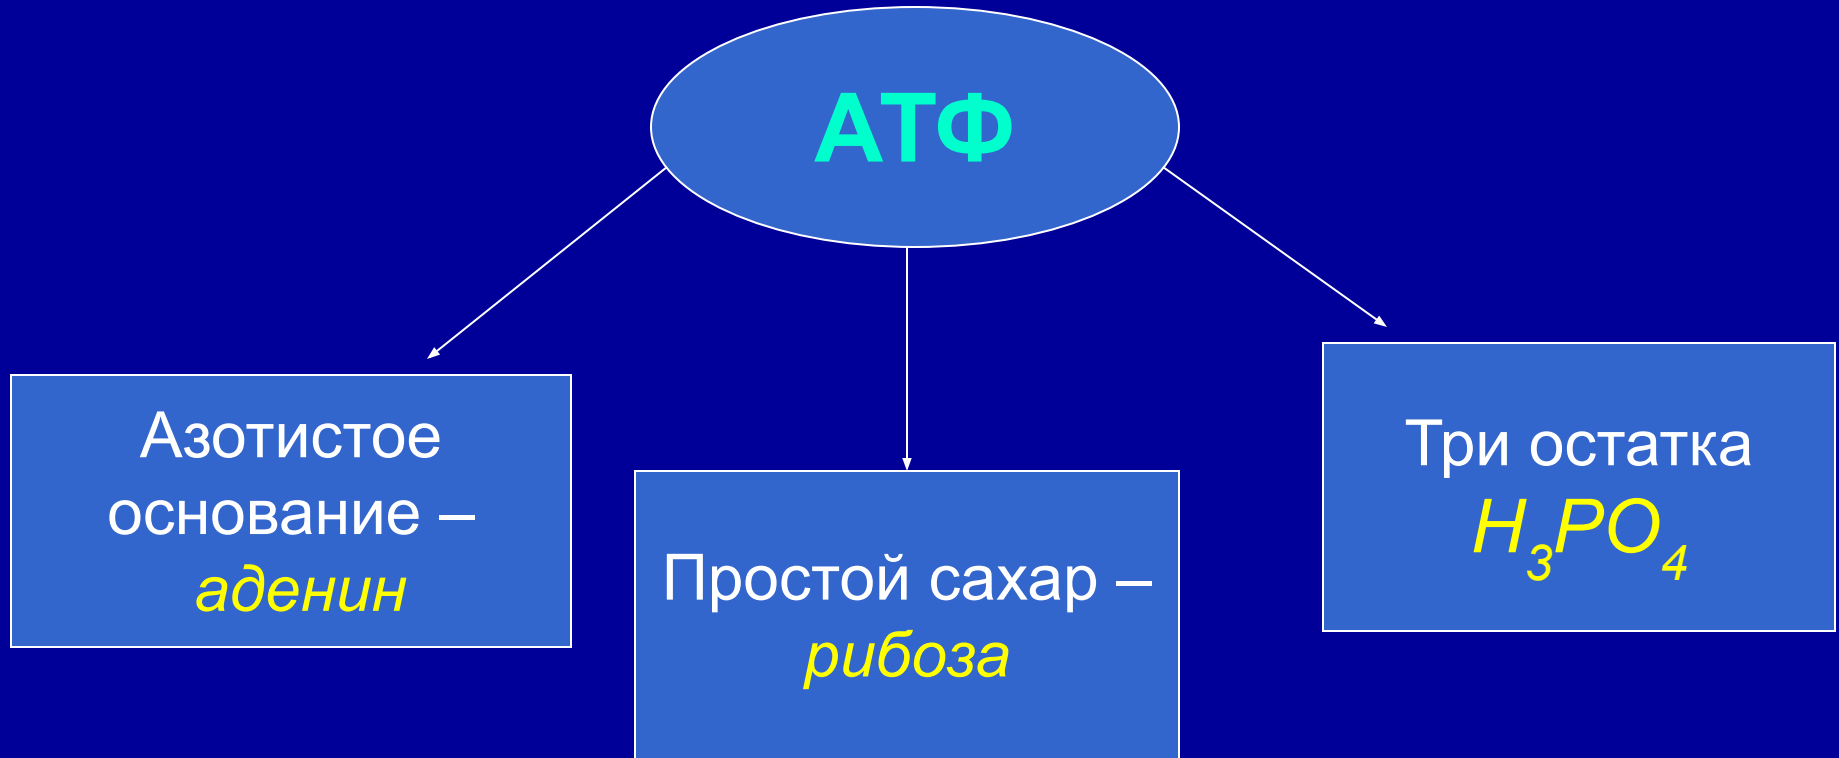 АТФ
Азотистое
основание –
аденин
Простой сахар –
рибоза
Три остатка
H₃PO₄